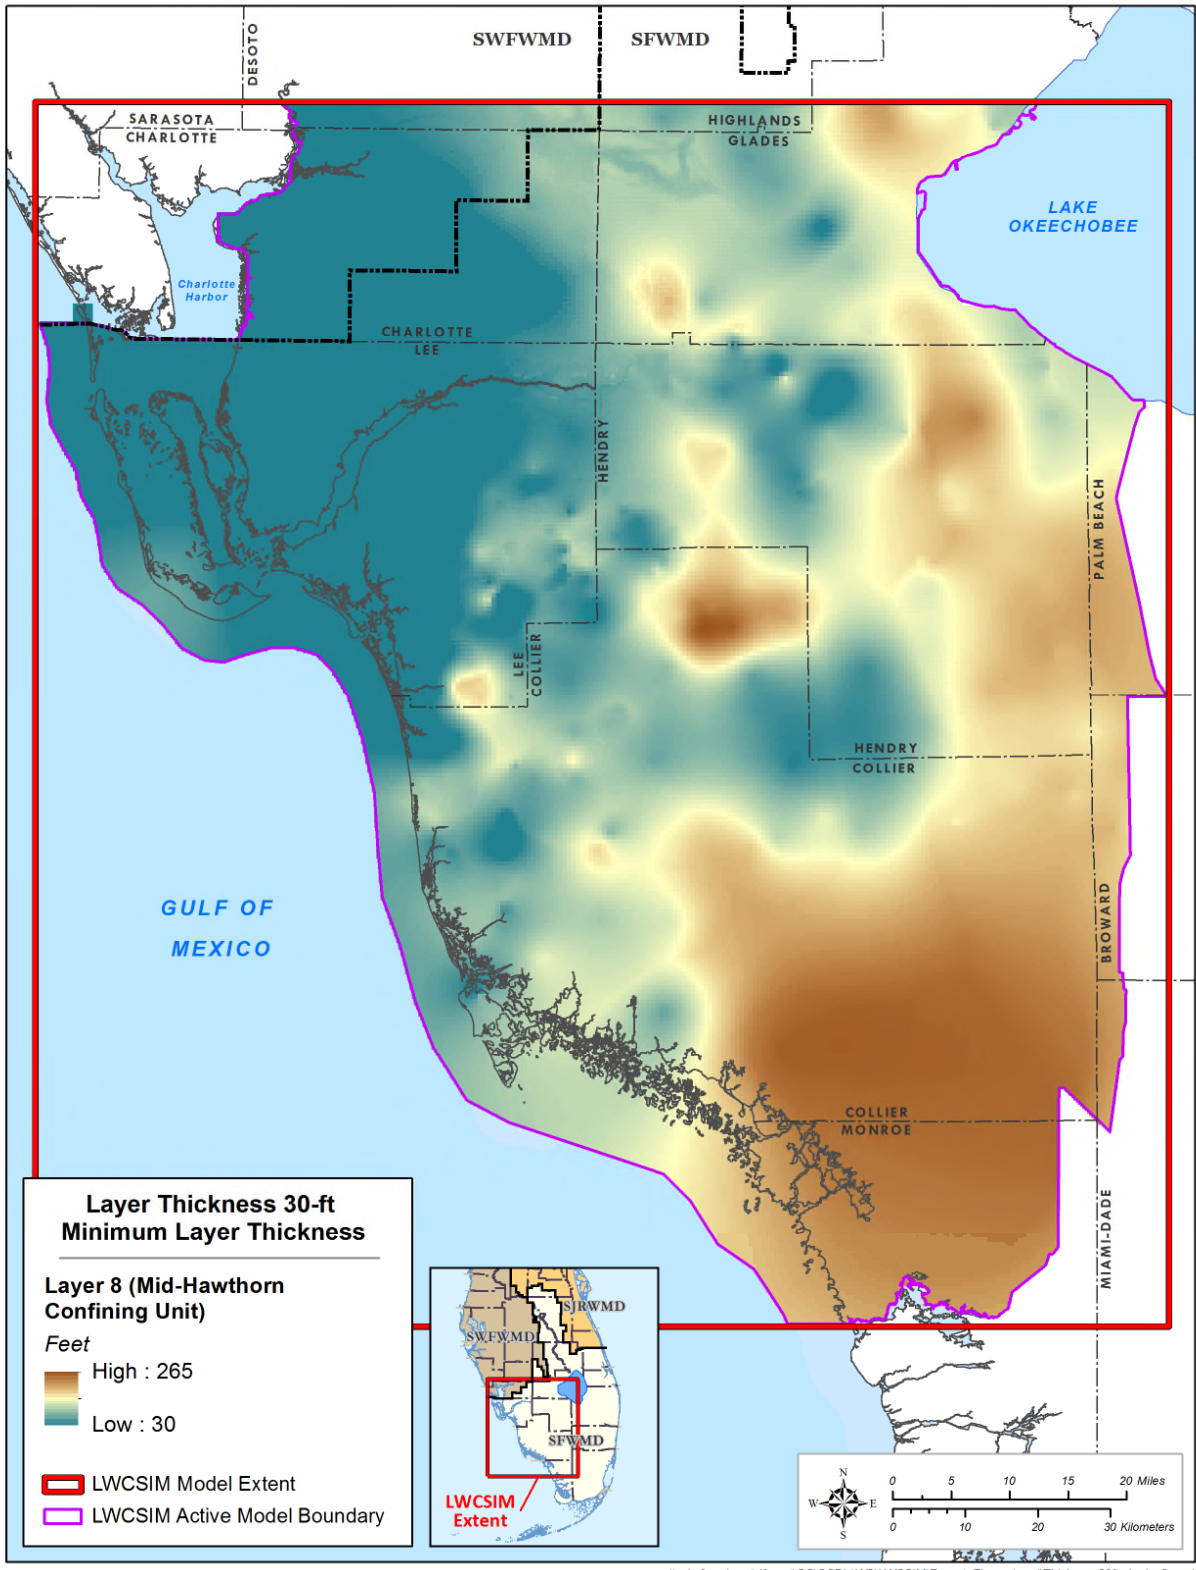 SWFWMD
SFWMD
DESOTO
SARASOTA
CHARLOTTE
HIGHLANDS
GLADES
LAKE
OKEECHOBEE
Charlotte
Harbor
CHARLOTTE
LEE
HENDRY
PALM BEACH
LEE
COLLIER
HENDRY
COLLIER
GULF OF
MEXICO
BROWARD
COLLIER
MONROE
MIAMI-DADE
Layer Thickness 30-ft
Minimum Layer Thickness
Layer 8 (Mid-Hawthorn
Confining Unit)
Feet
High : 265
Low : 30
LWCSIM Model Extent
LWCSIM Active Model Boundary
SJRWMD
SWFWMD
SFWMD
LWCSIM
Extent
N
W E
S
0 5 10 15 20 Miles
0 10 20 30 Kilometers